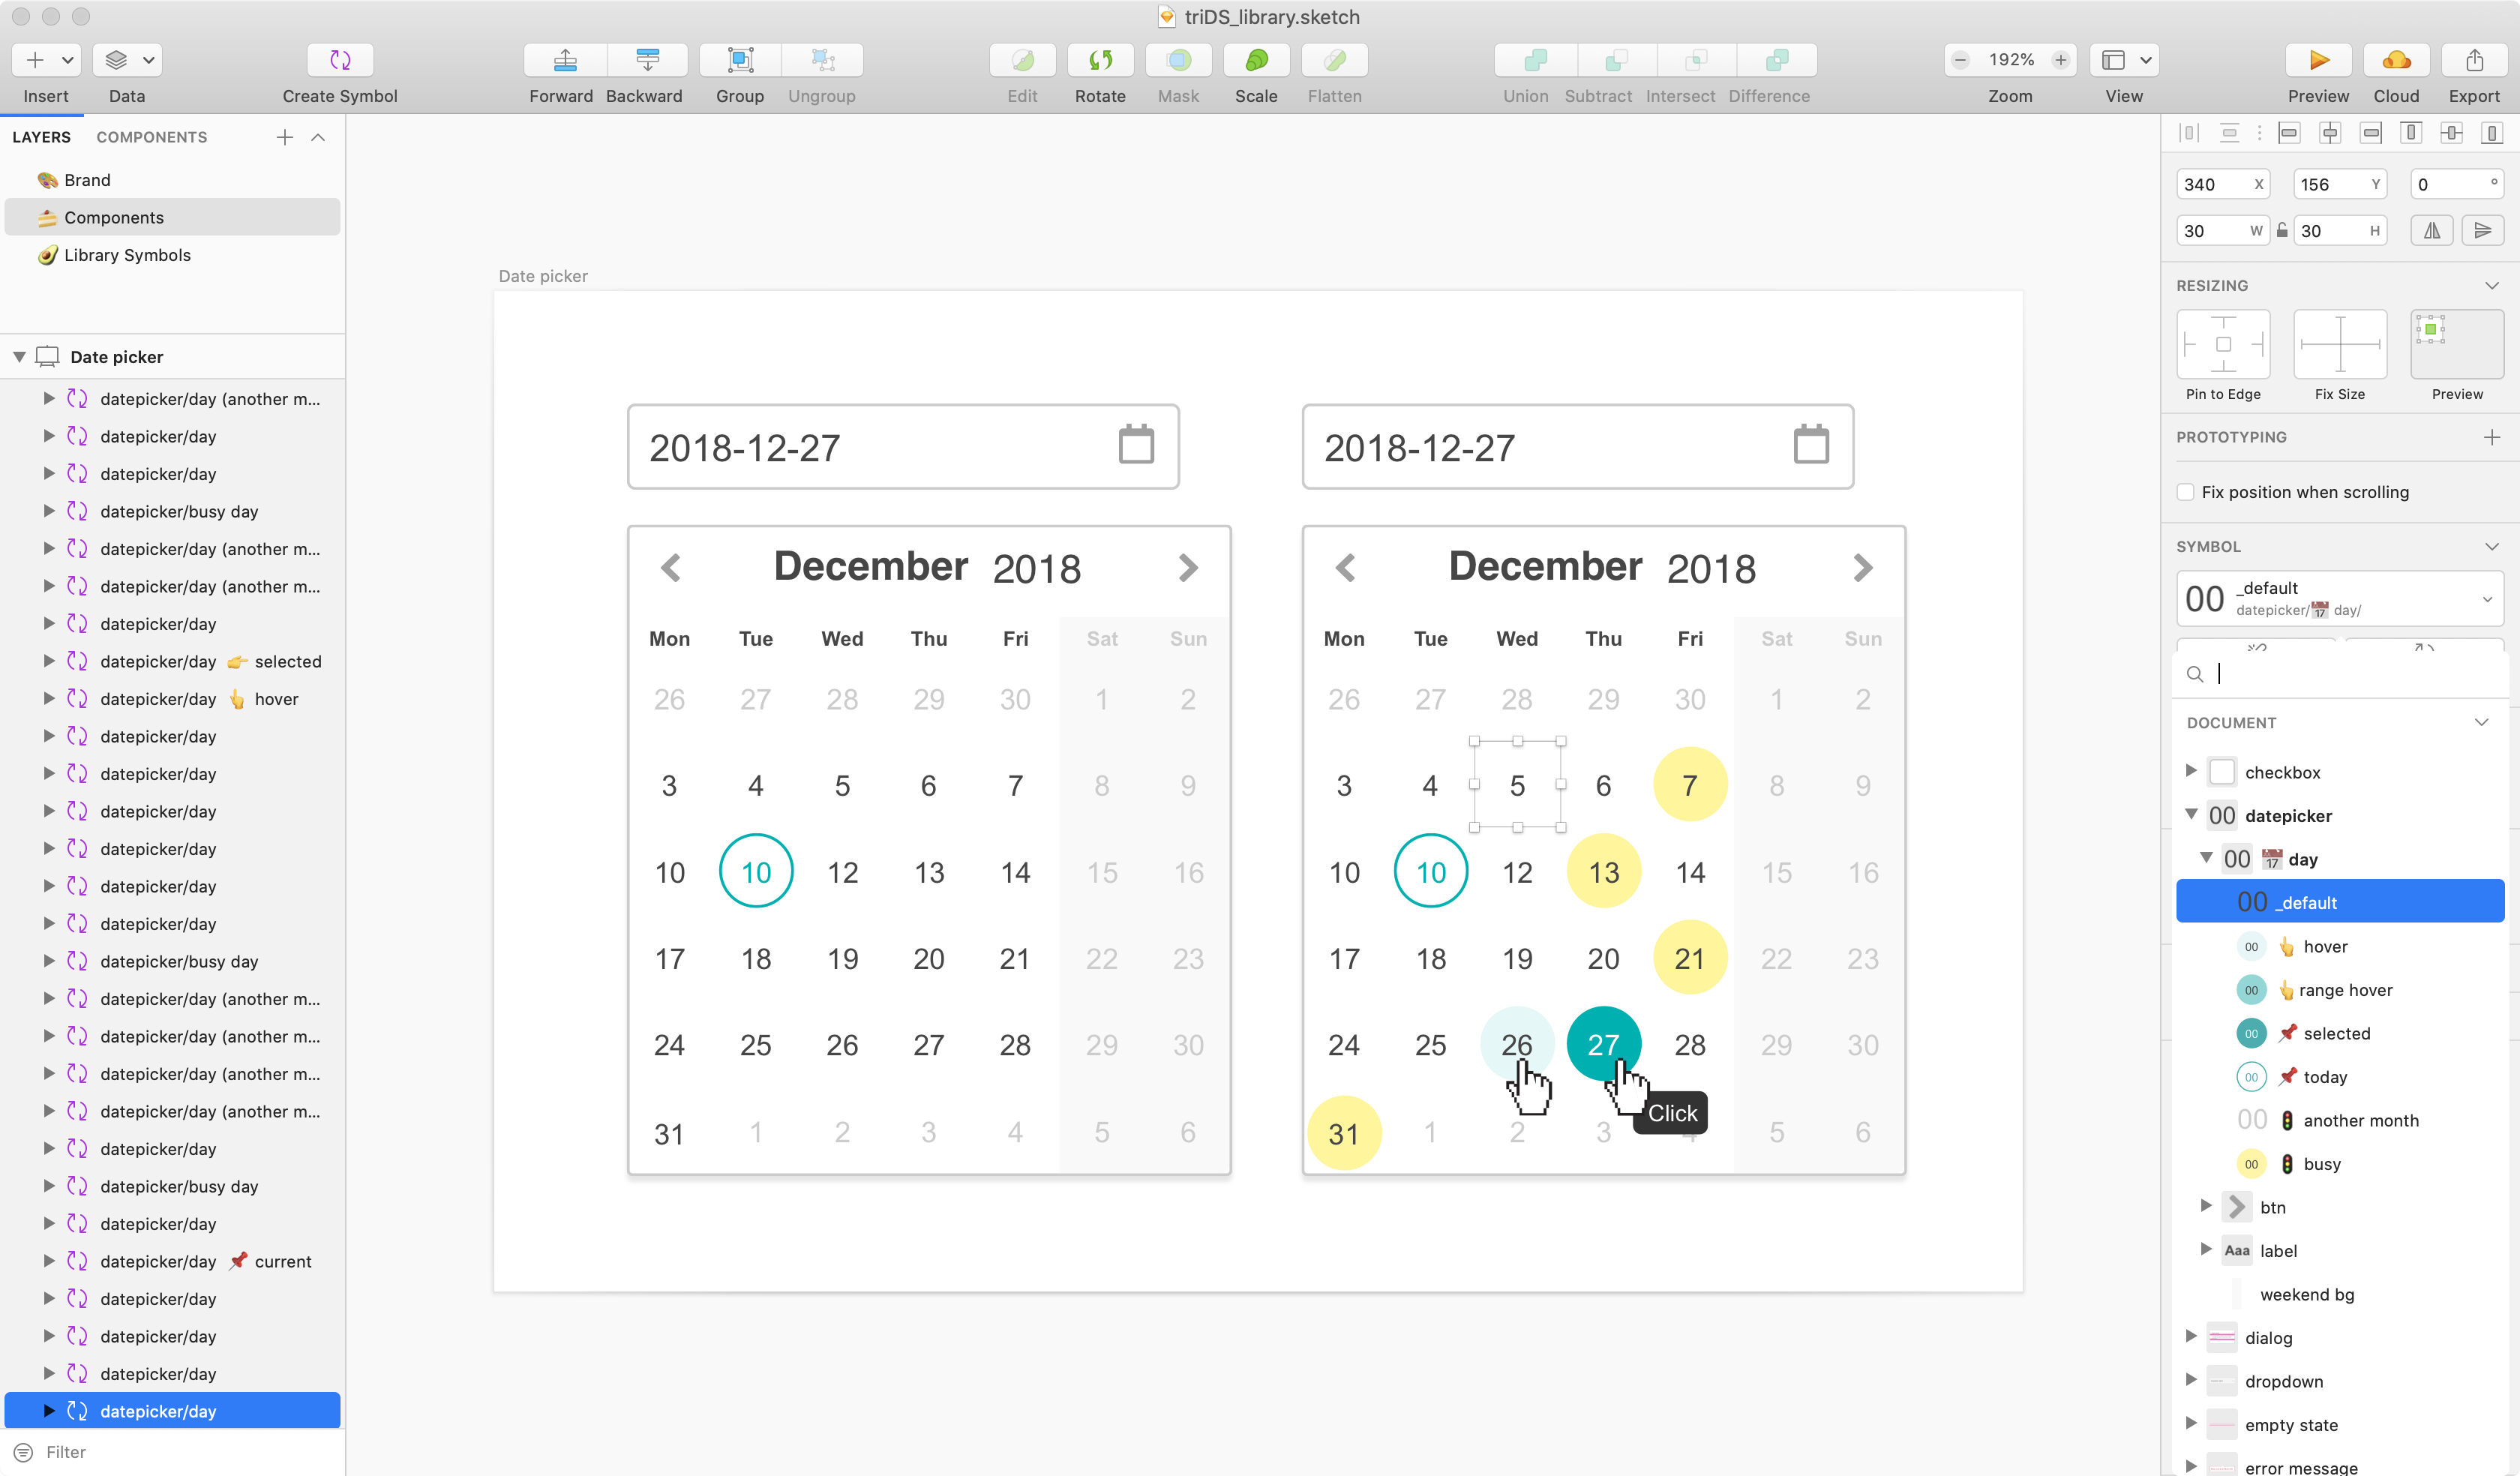 triDS_library.sketch
Insert Data Create Symbol Forward Backward Group Ungroup Edit Rotate Mask Scale Flatten Union Subtract Intersect Difference 192% Zoom View Preview Cloud Export
LAYERS COMPONENTS
Brand
Components
Library Symbols
Date picker
datepicker/day (another m...
datepicker/day
datepicker/day
datepicker/busy day
datepicker/day (another m...
datepicker/day (another m...
datepicker/day
datepicker/day 👉 selected
datepicker/day 👆 hover
datepicker/day
datepicker/day
datepicker/day
datepicker/day
datepicker/day
datepicker/day
datepicker/busy day
datepicker/day (another m...
datepicker/day (another m...
datepicker/day (another m...
datepicker/day (another m...
datepicker/day
datepicker/busy day
datepicker/day
datepicker/day 📌 current
datepicker/day
datepicker/day
datepicker/day
datepicker/day
Filter
Date picker
2018-12-27
December 2018
Mon Tue Wed Thu Fri Sat Sun
26 27 28 29 30 1 2
3 4 5 6 7 8 9
10 10 12 13 14 15 16
17 18 19 20 21 22 23
24 25 26 27 28 29 30
31 1 2 3 4 5 6
2018-12-27
December 2018
Mon Tue Wed Thu Fri Sat Sun
26 27 28 29 30 1 2
3 4 5 6 7 8 9
10 10 12 13 14 15 16
17 18 19 20 21 22 23
24 25 26 27 28 29 30
Click
31 1 2 3 4 5 6
340 X 156 Y 0 °
30 W 30 H
RESIZING
Pin to Edge Fix Size Preview
PROTOTYPING
Fix position when scrolling
SYMBOL
00 _default
datepicker/📅 day/
DOCUMENT
checkbox
00 datepicker
00 17 day
00 _default
00 👆 hover
00 👆 range hover
00 📌 selected
00 📌 today
00 🚦 another month
00 🚦 busy
btn
Aaa label
weekend bg
dialog
dropdown
empty state
error message